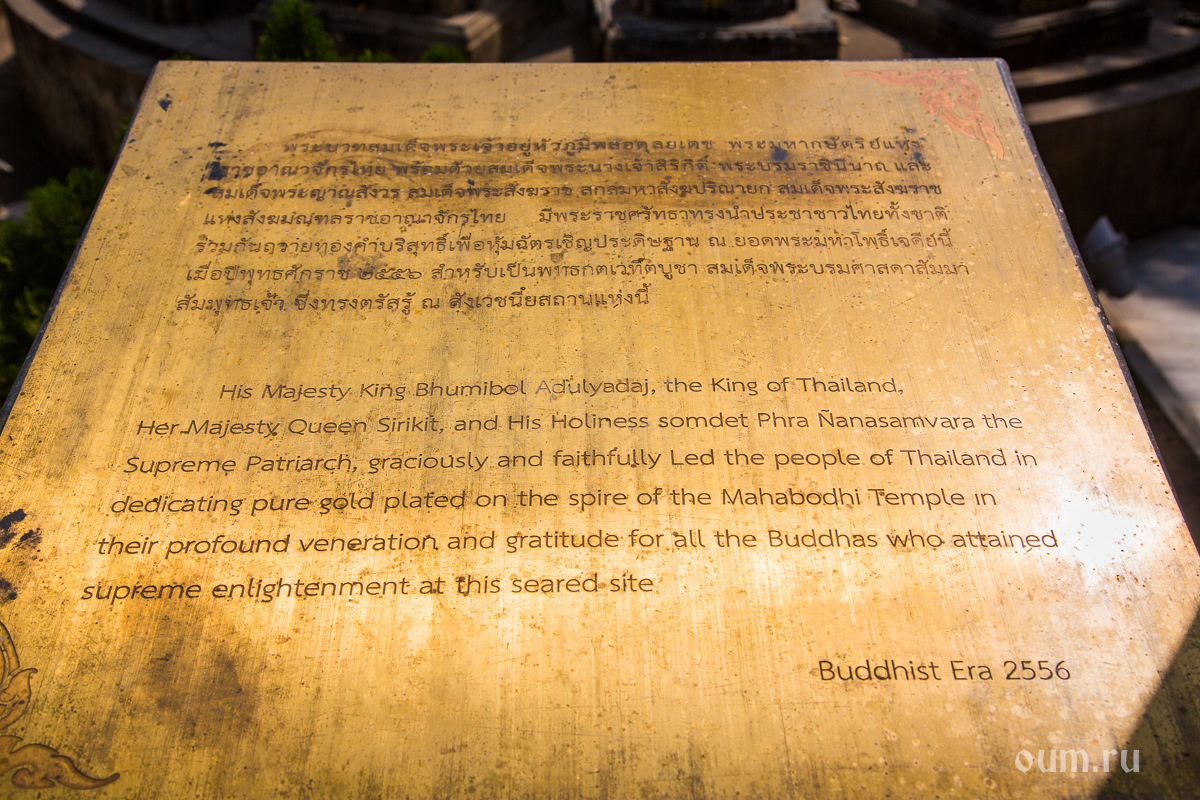 พระบาทสมเด็จพระเจ้าอยู่หัวภูมิพลอดุลยเดช พระมหากษัตริย์แห่ง
ราชอาณาจักรไทย พร้อมด้วยสมเด็จพระนางเจ้าสิริกิติ์ พระบรมราชินีนาถ และ
สมเด็จพระญาณสังวร สมเด็จพระสังฆราช สกลมหาสังฆปริณายก สมเด็จพระสังฆราช
แห่งสังฆมณฑลราชอาณาจักรไทย มีพระราชศรัทธาทรงนำประชาชาวไทยทั้งชาติ
ร่วมกันถวายทองคำบริสุทธิ์เพื่อหุ้มฉัตรเชิญประดิษฐาน ณ ยอดพระมหาโพธิ์เจดีย์นี้
เมื่อปีพุทธศักราช ๒๕๕๖ สำหรับเป็นพุทธกตเวทิตบูชา สมเด็จพระบรมศาสดาสัมมา
สัมพุทธเจ้า ซึ่งทรงตรัสรู้ ณ สังเวชนียสถานแห่งนี้
His Majesty King Bhumibol Adulyadaj, the King of Thailand,
Her Majesty Queen Sirikit, and His Holiness somdet Phra Ñanasamvara the
Supreme Patriarch, graciously and faithfully Led the people of Thailand in
dedicating pure gold plated on the spire of the Mahabodhi Temple in
their profound veneration and gratitude for all the Buddhas who attained
supreme enlightenment at this seared site
Buddhist Era 2556
oum.ru